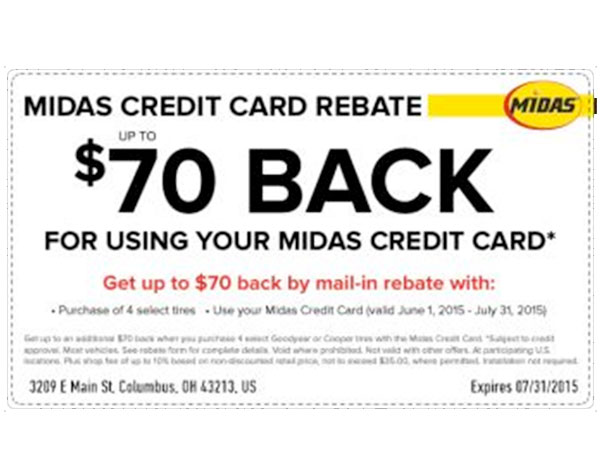 MIDAS CREDIT CARD REBATE
MIDAS
UP TO
$70 BACK
FOR USING YOUR MIDAS CREDIT CARD*
Get up to $70 back by mail-in rebate with:
• Purchase of 4 select tires • Use your Midas Credit Card (valid June 1, 2015 - July 31, 2015)
Get up to an additional $70 back when you purchase 4 select Goodyear or Cooper tires with the Midas Credit Card. *Subject to credit
approval. Most vehicles. See rebate form for complete details. Void where prohibited. Not valid with other offers. At participating U.S.
locations. Plus shop fee of up to 10% based on non-discounted retail price, not to exceed $35.00, where permitted. Installation not required.
3209 E Main St, Columbus, OH 43213, US
Expires 07/31/2015